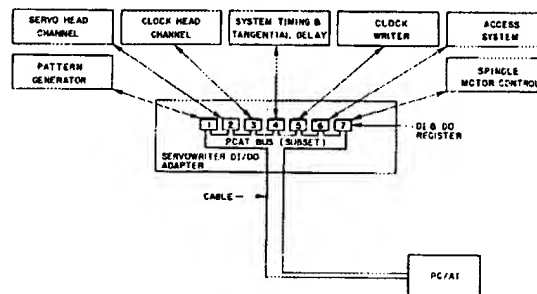 SERVO HEAD
CHANNEL
CLOCK HEAD
CHANNEL
SYSTEM TIMING &
TANGENTIAL DELAY
CLOCK
WRITER
ACCESS
SYSTEM
PATTERN
GENERATOR
SPINDLE
MOTOR CONTROL
1 2 3 4 5 6 7
DI & DO
REGISTER
PCAT BUS (SUBSET)
SERVOWRITER DI/DO
ADAPTER
CABLE
PC/AT